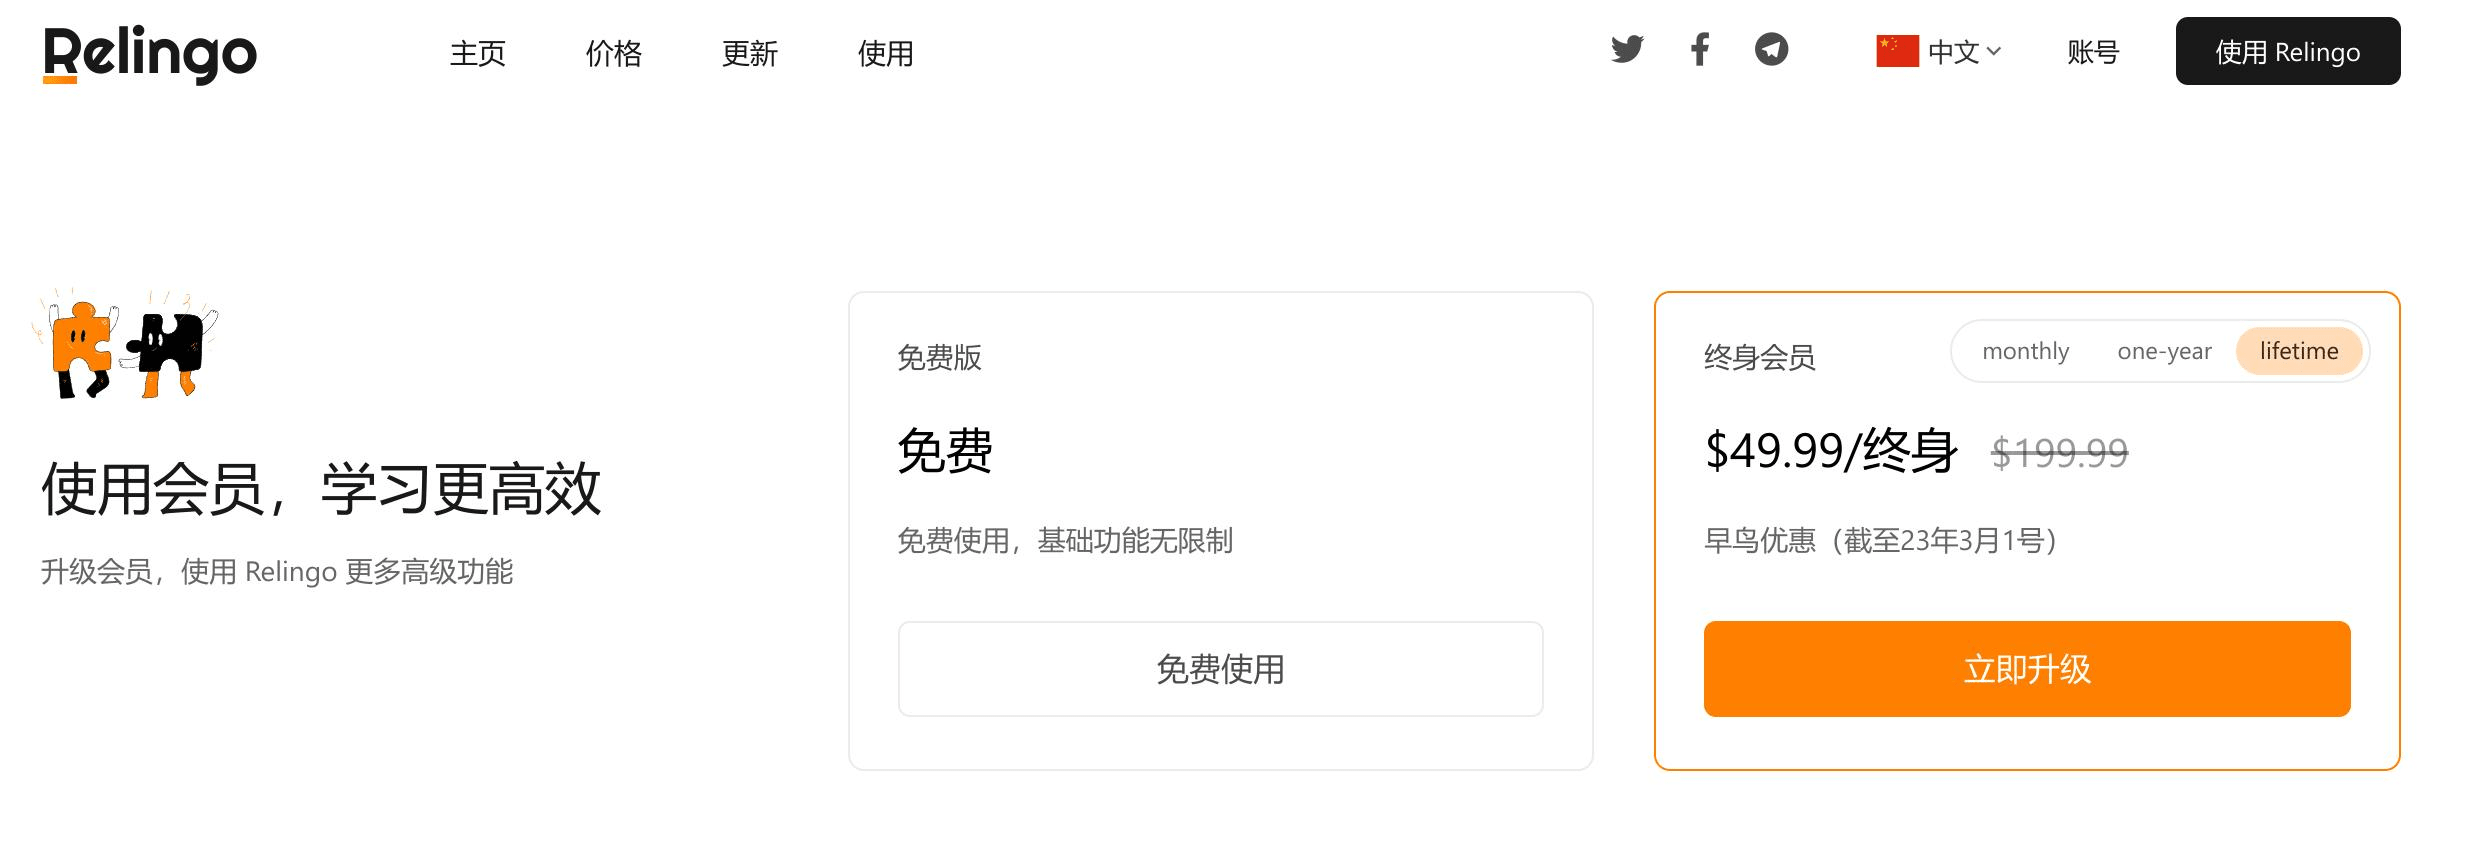 Relingo
主页
价格
更新
使用
中文
账号
使用 Relingo
使用会员，学习更高效
升级会员，使用 Relingo 更多高级功能
免费版
免费
免费使用，基础功能无限制
免费使用
终身会员
monthly
one-year
lifetime
$49.99/终身 $199.99
早鸟优惠（截至23年3月1号）
立即升级